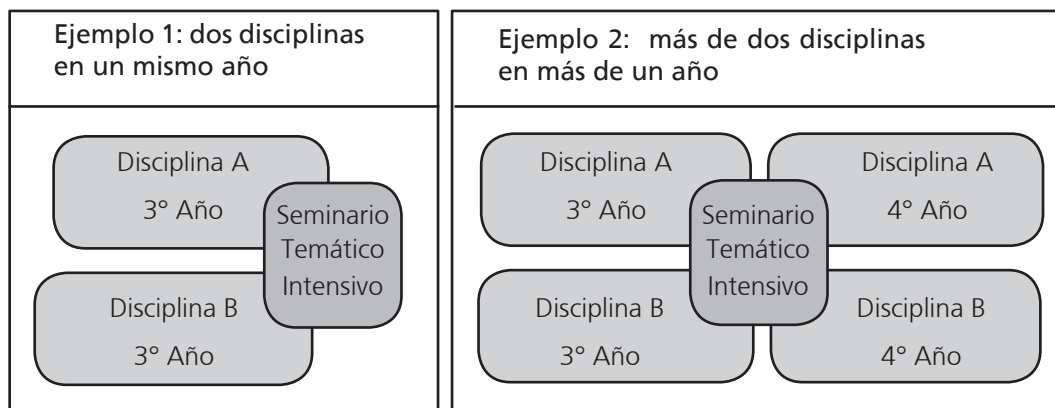 Ejemplo 1: dos disciplinas
en un mismo año
Disciplina A
3° Año
Seminario
Temático
Intensivo
Disciplina B
3° Año
Ejemplo 2: más de dos disciplinas
en más de un año
Disciplina A
3° Año
Disciplina A
4° Año
Seminario
Temático
Intensivo
Disciplina B
3° Año
Disciplina B
4° Año